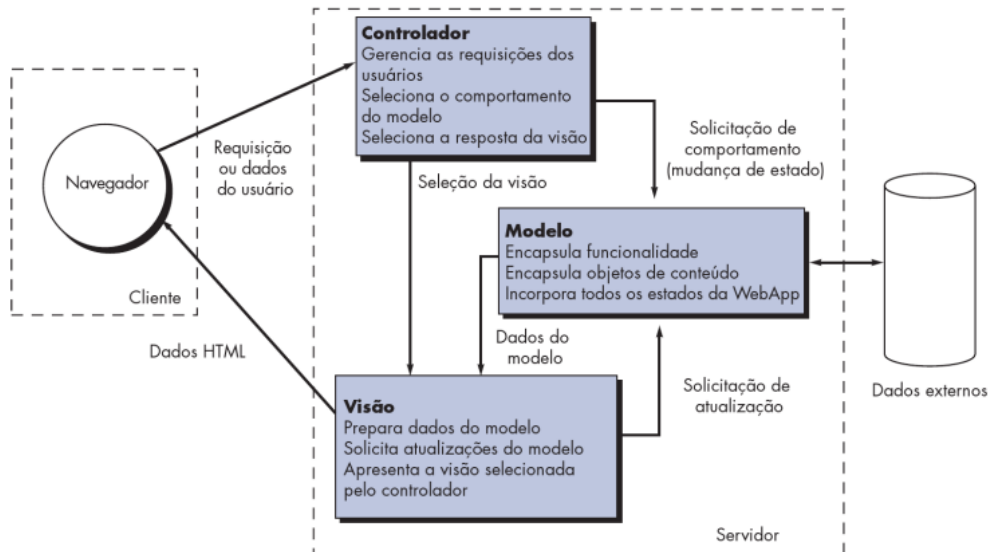 Controlador
Gerencia as requisições dos
usuários
Seleciona o comportamento
do modelo
Seleciona a resposta da visão
Navegador
Requisição
ou dados
do usuário
Cliente
Seleção da visão
Solicitação de
comportamento
(mudança de estado)
Modelo
Encapsula funcionalidade
Encapsula objetos de conteúdo
Incorpora todos os estados da WebApp
Dados HTML
Dados do
modelo
Solicitação de
atualização
Dados externos
Visão
Prepara dados do modelo
Solicita atualizações do modelo
Apresenta a visão selecionada
pelo controlador
Servidor